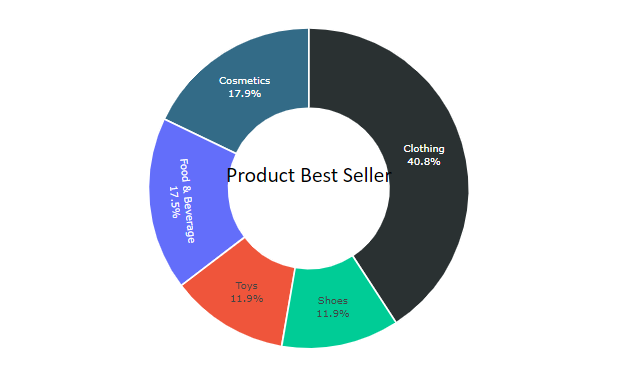 Cosmetics
17.9%
Clothing
40.8%
Product Best Seller
Food & Beverage
17.5%
Toys
11.9%
Shoes
11.9%